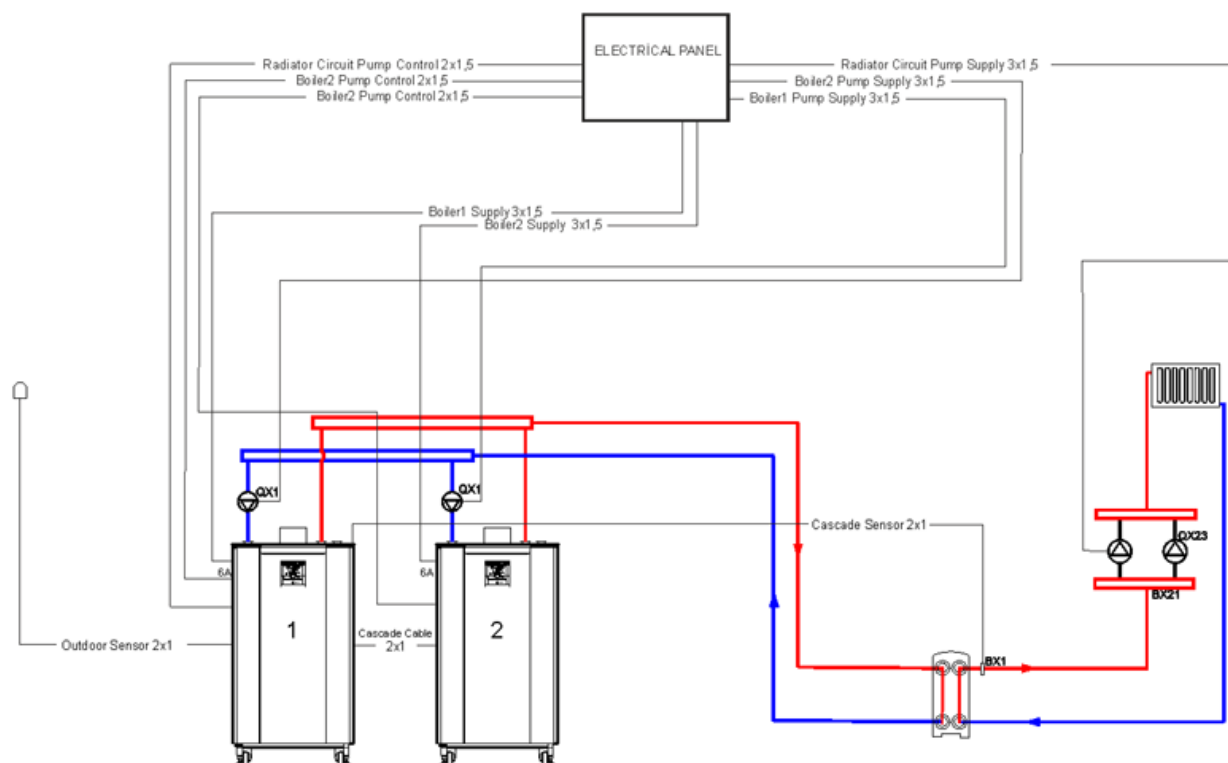 ELECTRİCAL PANEL
Radiator Circuit Pump Control 2x1,5
Radiator Circuit Pump Supply 3x1,5
Boiler2 Pump Control 2x1,5
Boiler2 Pump Supply 3x1,5
Boiler2 Pump Control 2x1,5
Boiler1 Pump Supply 3x1,5
Boiler1 Supply 3x1,5
Boiler2 Supply 3x1,5
QX1
QX1
Cascade Sensor 2x1
QX23
6A
6A
BX21
1
2
Cascade Cable
2x1
Outdoor Sensor 2x1
BX1